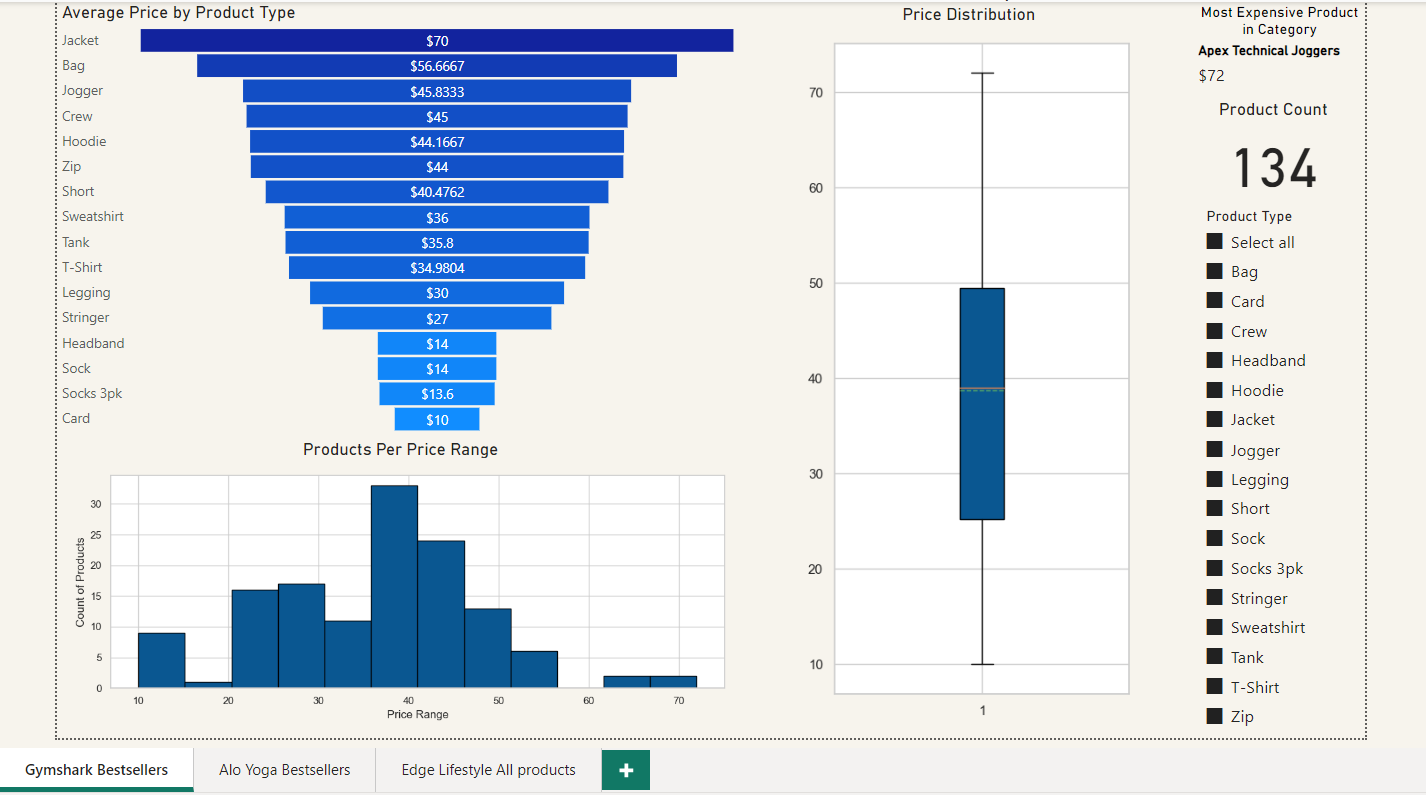 Average Price by Product Type
Jacket $70
Bag $56.6667
Jogger $45.8333
Crew $45
Hoodie $44.1667
Zip $44
Short $40.4762
Sweatshirt $36
Tank $35.8
T-Shirt $34.9804
Legging $30
Stringer $27
Headband $14
Sock $14
Socks 3pk $13.6
Card $10
Products Per Price Range
Count of Products
30
25
20
15
10
5
0
10 20 30 40 50 60 70
Price Range
Price Distribution
70
60
50
40
30
20
10
1
Most Expensive Product
in Category
Apex Technical Joggers
$72
Product Count
134
Product Type
Select all
Bag
Card
Crew
Headband
Hoodie
Jacket
Jogger
Legging
Short
Sock
Socks 3pk
Stringer
Sweatshirt
Tank
T-Shirt
Zip
Gymshark Bestsellers Alo Yoga Bestsellers Edge Lifestyle All products +